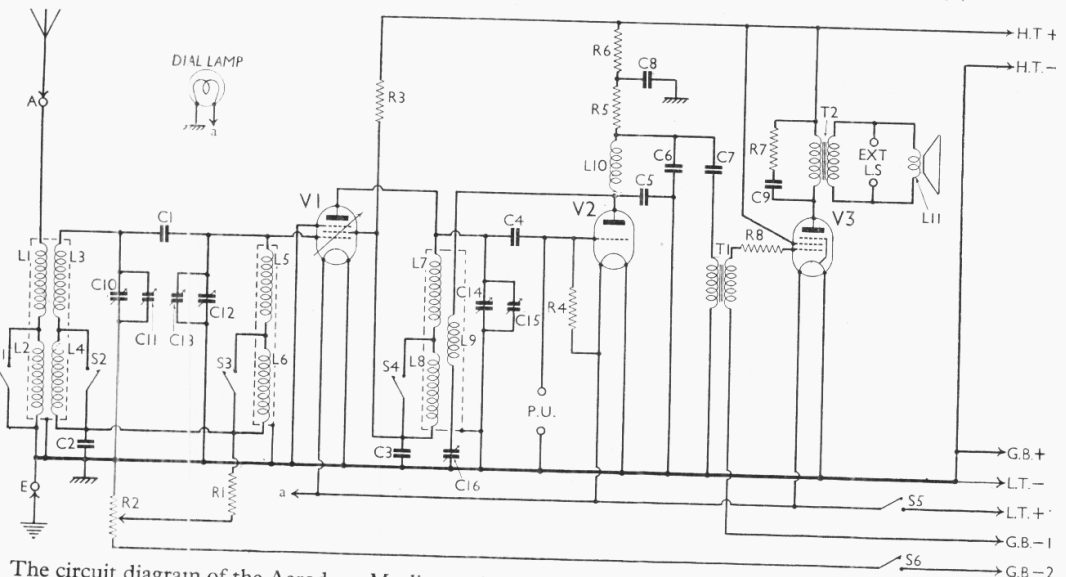 H.T +
H.T.-
DIAL LAMP
a
A
R3
R6
C8
R5
L10
C6
C7
C5
R7
C9
T2
EXT
L.S
L11
V1
V2
V3
C1
C4
R8
T1
L1
L3
L5
L7
C10
C11
C13
C12
C14
C15
R4
L2
L4
S2
S3
L6
S4
L8
L9
P.U.
C2
C3
C16
E
R2
R1
a
S5
S6
G.B.+
L.T.-
L.T.+
G.B.-1
G.B.-2
The circuit diagram of the